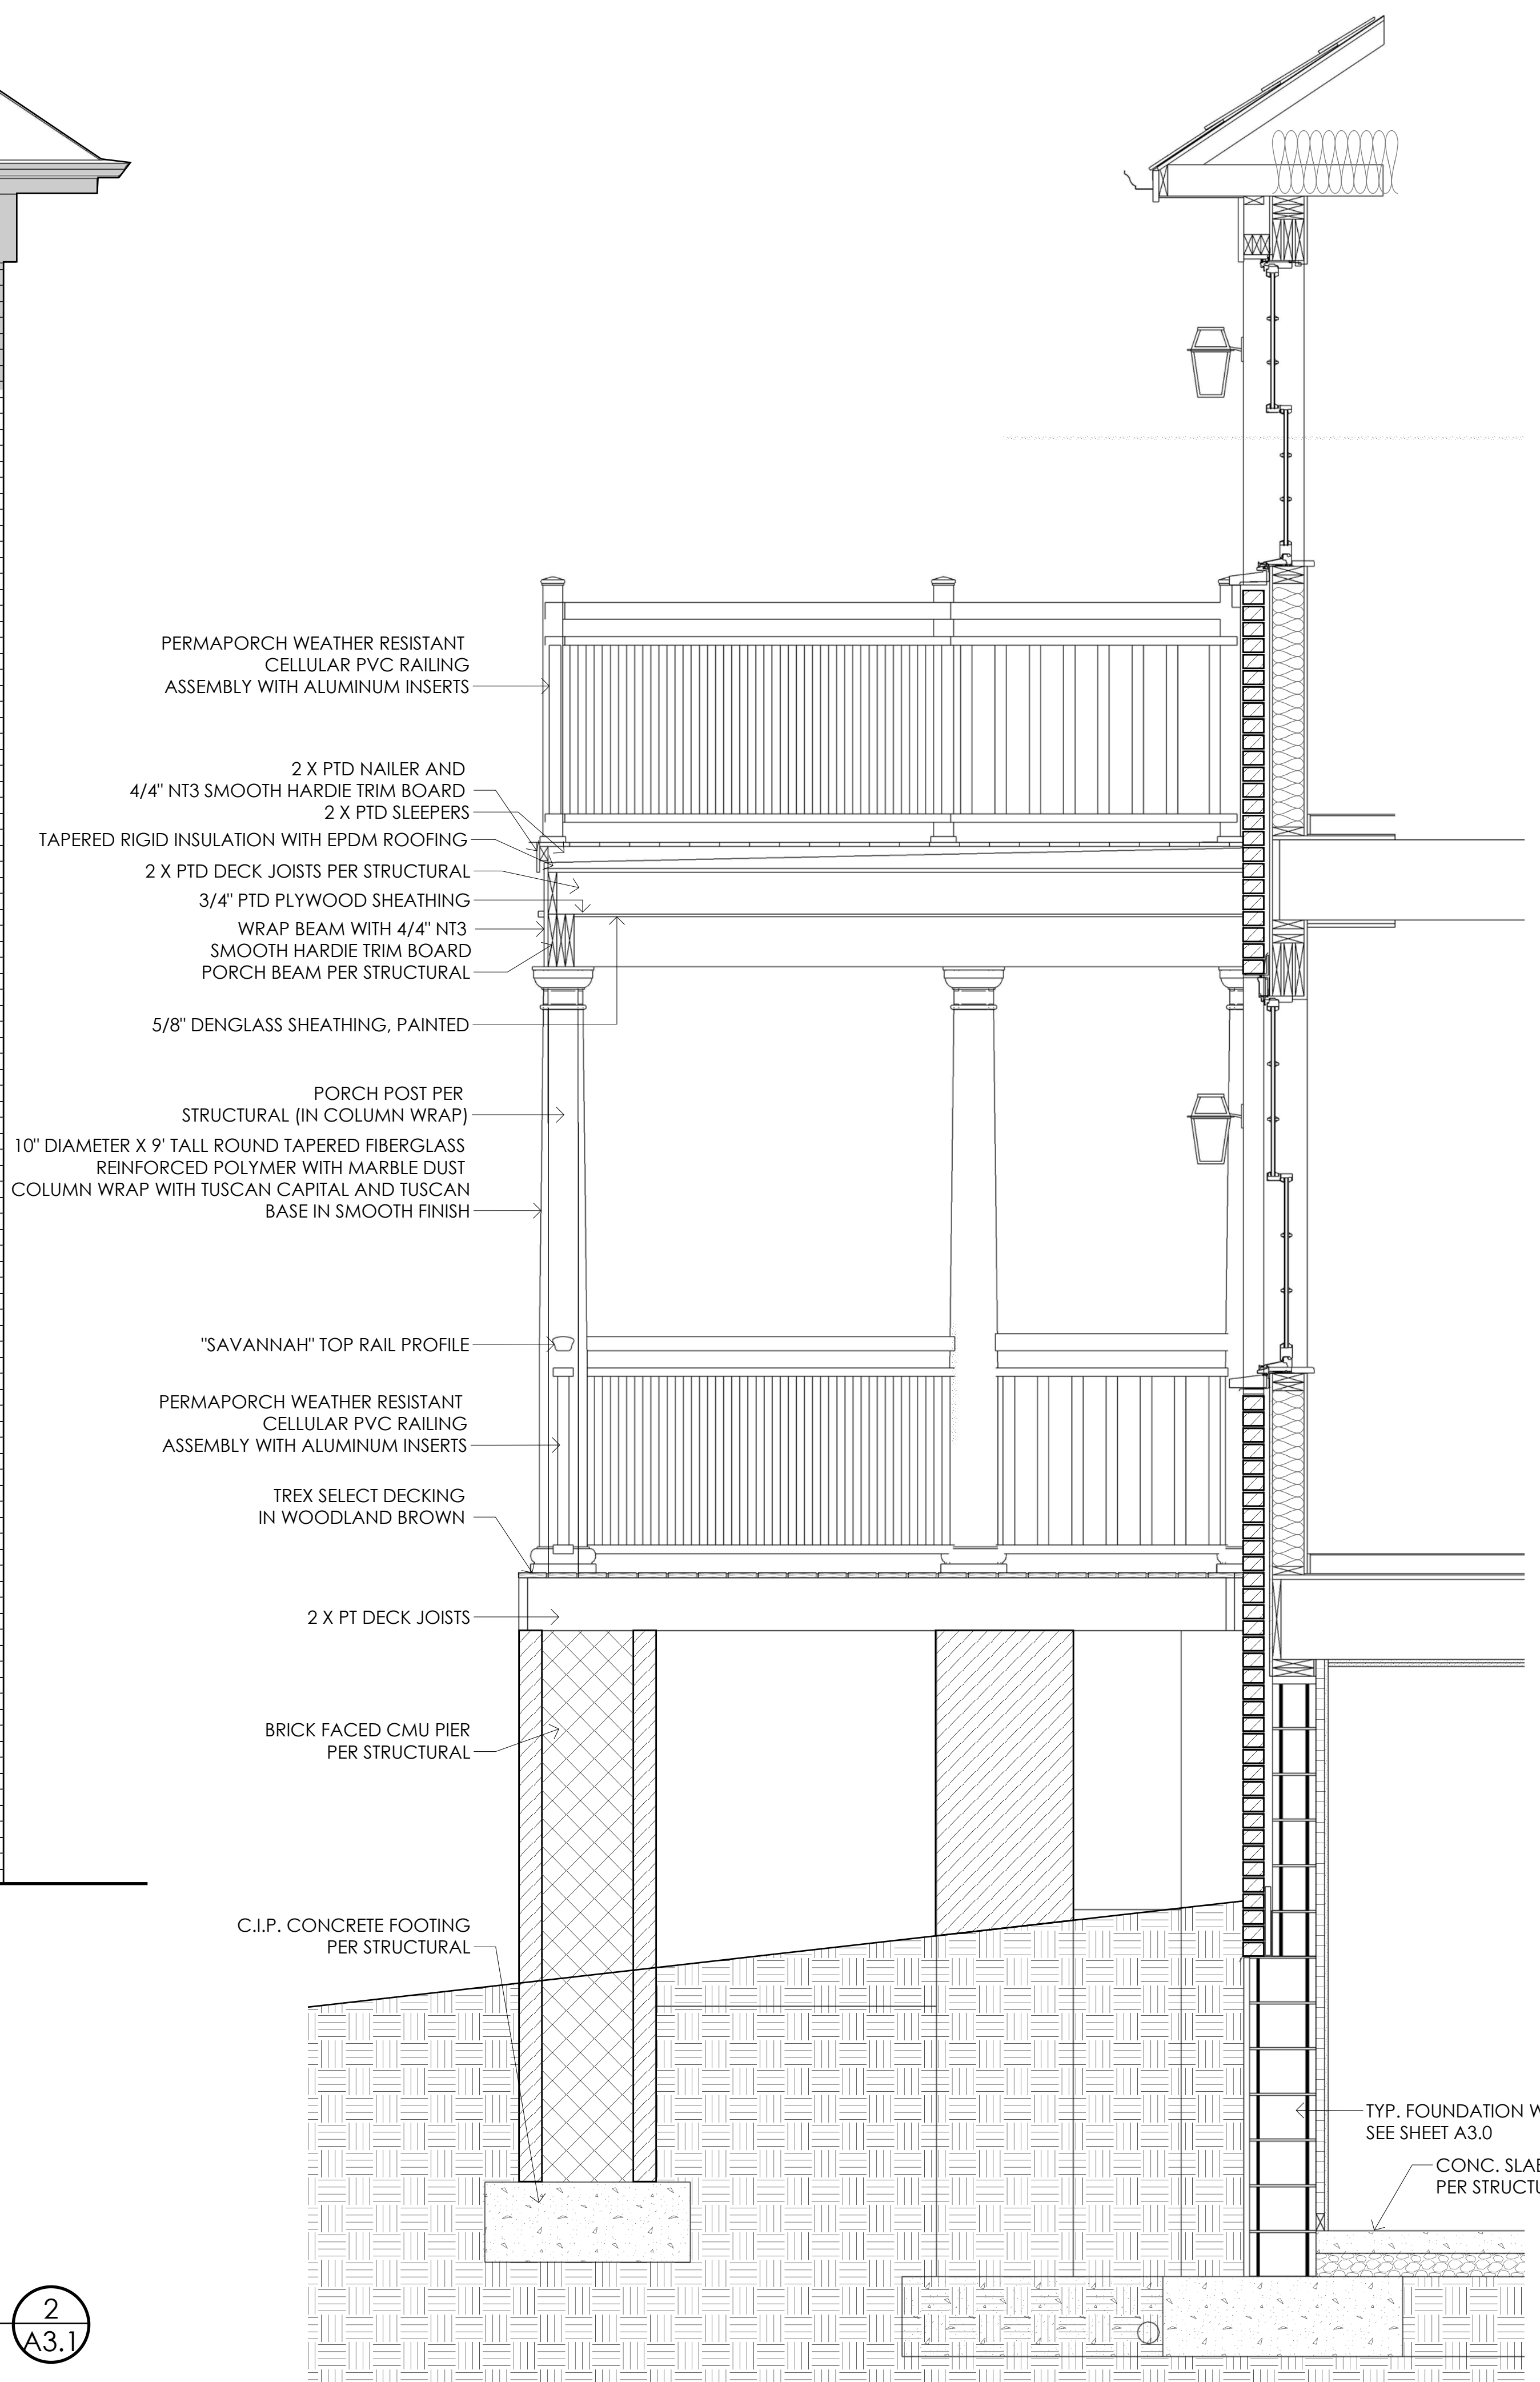 PERMAPORCH WEATHER RESISTANT
CELLULAR PVC RAILING
ASSEMBLY WITH ALUMINUM INSERTS
2 X PTD NAILER AND
4/4" NT3 SMOOTH HARDIE TRIM BOARD
2 X PTD SLEEPERS
TAPERED RIGID INSULATION WITH EPDM ROOFING
2 X PTD DECK JOISTS PER STRUCTURAL
3/4" PTD PLYWOOD SHEATHING
WRAP BEAM WITH 4/4" NT3
SMOOTH HARDIE TRIM BOARD
PORCH BEAM PER STRUCTURAL
5/8" DENGLASS SHEATHING, PAINTED
PORCH POST PER
STRUCTURAL (IN COLUMN WRAP)
10" DIAMETER X 9' TALL ROUND TAPERED FIBERGLASS
REINFORCED POLYMER WITH MARBLE DUST
COLUMN WRAP WITH TUSCAN CAPITAL AND TUSCAN
BASE IN SMOOTH FINISH
"SAVANNAH" TOP RAIL PROFILE
PERMAPORCH WEATHER RESISTANT
CELLULAR PVC RAILING
ASSEMBLY WITH ALUMINUM INSERTS
TREX SELECT DECKING
IN WOODLAND BROWN
2 X PT DECK JOISTS
BRICK FACED CMU PIER
PER STRUCTURAL
C.I.P. CONCRETE FOOTING
PER STRUCTURAL
TYP. FOUNDATION
SEE SHEET A3.0
CONC.
PER
2
A3.1